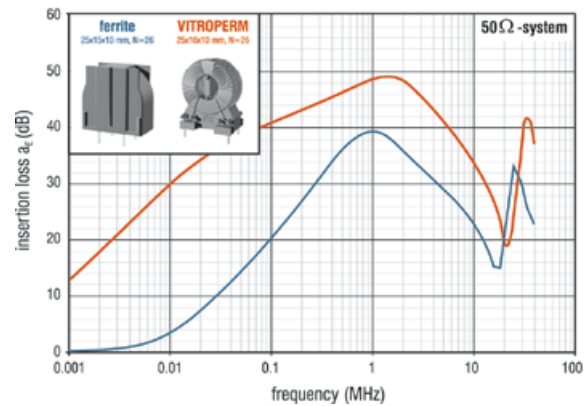 60
50
40
30
20
10
0
insertion loss aₑ (dB)
ferrite
25x15x10 mm, N=26
VITROPERM
25x16x10 mm, N=26
50Ω-system
0.001
0.01
0.1
1
10
100
frequency (MHz)